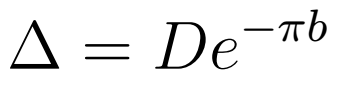 Δ = De^{-πb}